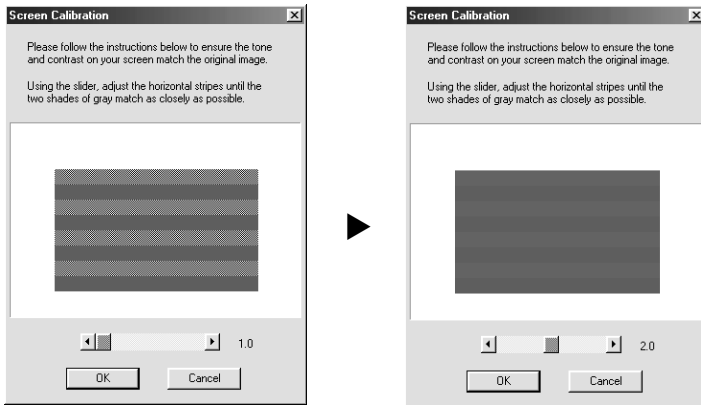 Screen Calibration
Please follow the instructions below to ensure the tone
and contrast on your screen match the original image.
Using the slider, adjust the horizontal stripes until the
two shades of gray match as closely as possible.
1.0
OK
Cancel
Screen Calibration
Please follow the instructions below to ensure the tone
and contrast on your screen match the original image.
Using the slider, adjust the horizontal stripes until the
two shades of gray match as closely as possible.
2.0
OK
Cancel